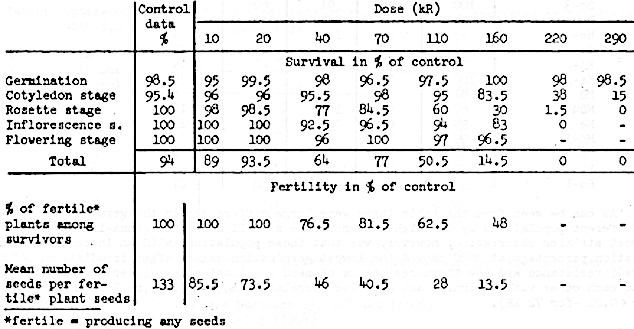 Control data % Dose (kR)
10 20 40 70 110 160 220 290
Survival in % of control
Germination 98.5 95 99.5 98 96.5 97.5 100 98 98.5
Cotyledon stage 95.4 96 96 95.5 98 95 83.5 38 15
Rosette stage 100 98 98.5 77 84.5 60 30 1.5 0
Inflorescence s. 100 100 100 92.5 96.5 94 83 0 -
Flowering stage 100 100 100 96 100 97 96.5 - -
Total 94 89 93.5 64 77 50.5 14.5 0 0
Fertility in % of control
% of fertile*
plants among 100 100 100 76.5 81.5 62.5 48 - -
survivors
Mean number of
seeds per fer- 133 85.5 73.5 46 40.5 28 13.5 - -
tile* plant seeds
*fertile = producing any seeds